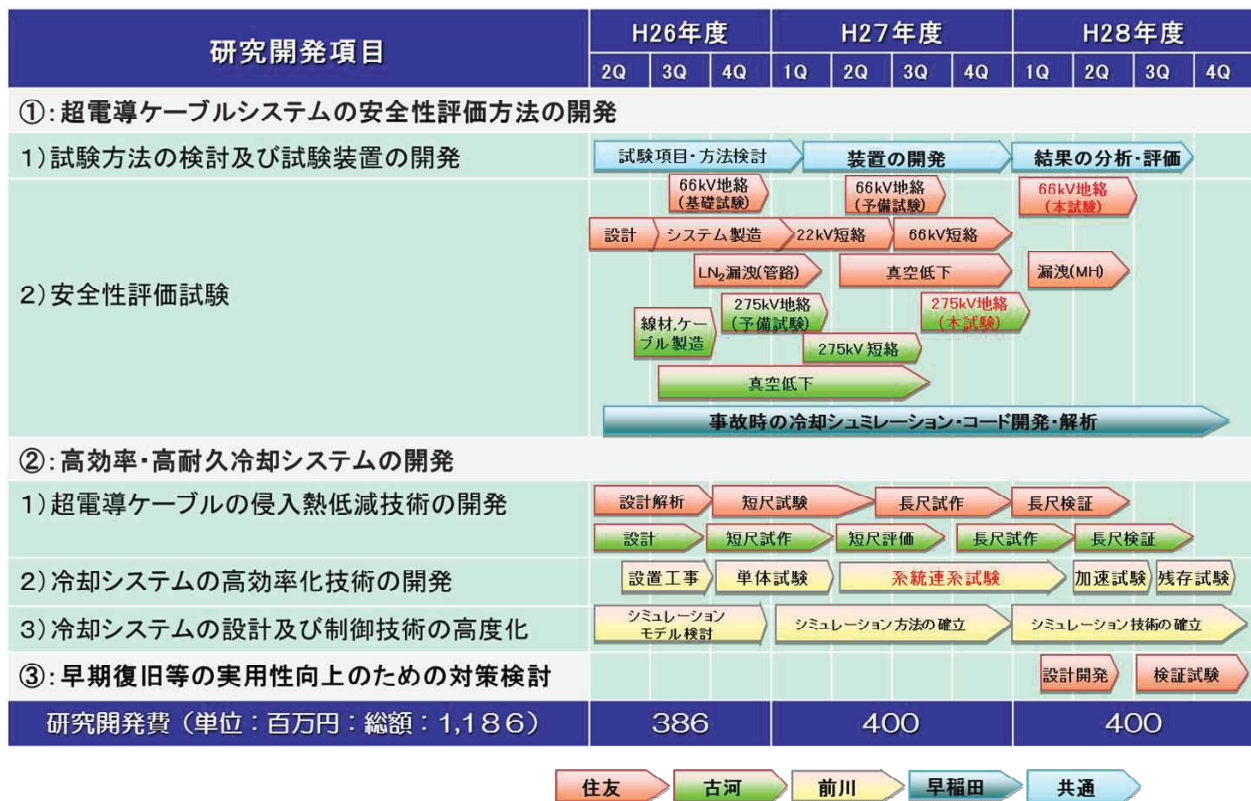 研究開発項目
H26年度 H27年度 H28年度
2Q 3Q 4Q 1Q 2Q 3Q 4Q 1Q 2Q 3Q 4Q
①:超電導ケーブルシステムの安全性評価方法の開発
1)試験方法の検討及び試験装置の開発
試験項目・方法検討 装置の開発 結果の分析・評価
2)安全性評価試験
66kV地絡
(基礎試験)
66kV地絡
(予備試験)
66kV地絡
(本試験)
設計 システム製造 22kV短絡 66kV短絡
LN2漏洩(管路) 真空低下 漏洩(MH)
線材,ケー
ブル製造
275kV地絡
(予備試験)
275kV地絡
(本試験)
275kV短絡
真空低下
事故時の冷却シュミレーション・コード開発・解析
②:高効率・高耐久冷却システムの開発
1)超電導ケーブルの侵入熱低減技術の開発
設計解析 短尺試験 長尺試作 長尺検証
設計 短尺試作 短尺評価 長尺試作 長尺検証
2)冷却システムの高効率化技術の開発
設置工事 単体試験 系統連系試験 加速試験 残存試験
3)冷却システムの設計及び制御技術の高度化
シミュレーション
モデル検討
シミュレーション方法の確立 シミュレーション技術の確立
③:早期復旧等の実用性向上のための対策検討
設計開発 検証試験
研究開発費(単位:百万円:総額:1,186) 386 400 400
住友 古河 前川 早稲田 共通